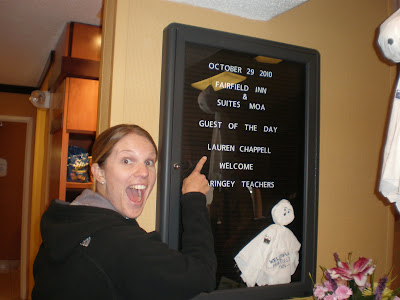 OCTOBER 29 2010
FAIRFIELD INN
&
SUITES MOA
GUEST OF THE DAY
LAUREN CHAPPELL
WELCOME
RINGEY TEACHERS